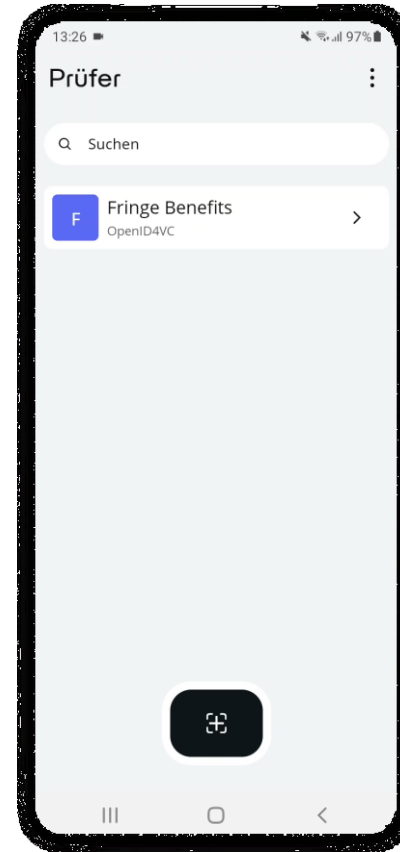 13:26 97%
Prüfer
Suchen
F
Fringe Benefits
OpenID4VC